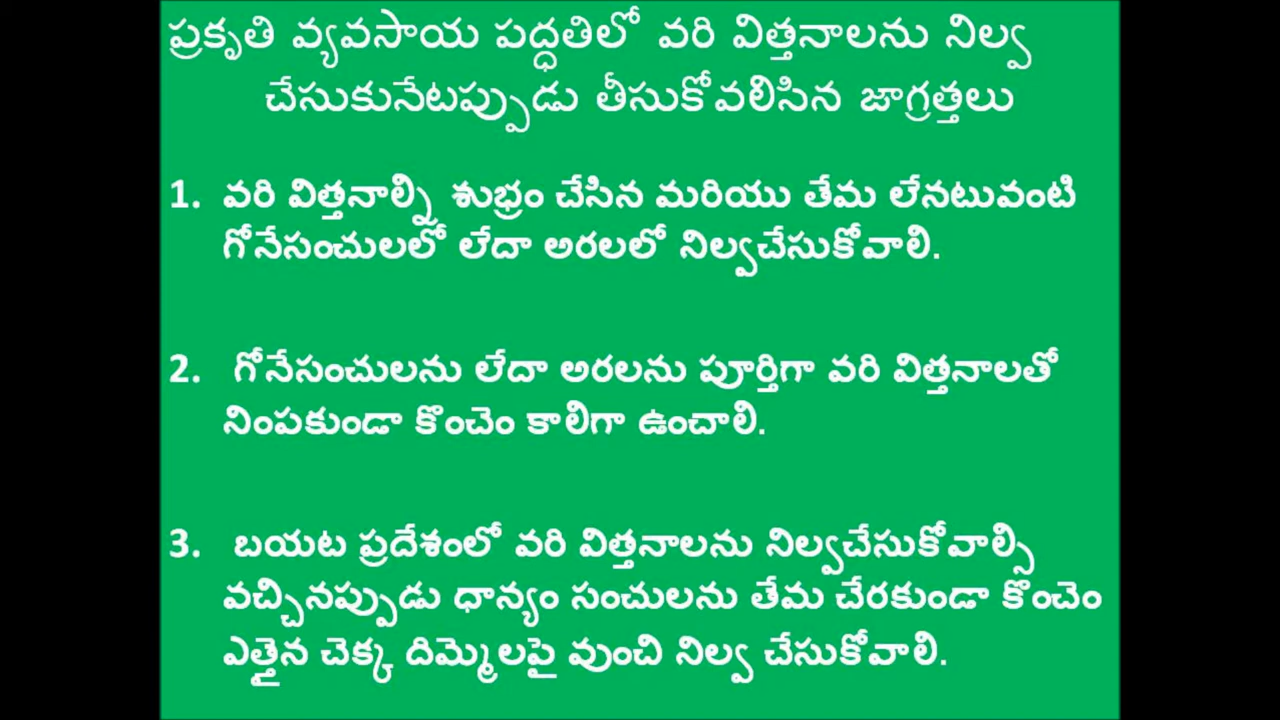 ప్రకృతి వ్యవసాయ పద్ధతిలో వరి విత్తనాలను నిల్వ
చేసుకునేటప్పుడు తీసుకోవలిసిన జాగ్రత్తలు
1. వరి విత్తనాల్ని శుభ్రం చేసిన మరియు తేమ లేనటువంటి
గోనేసంచులలో లేదా అరలలో నిల్వచేసుకోవాలి.
2. గోనేసంచులను లేదా అరలను పూర్తిగా వరి విత్తనాలతో
నింపకుండా కొంచెం కాలిగా ఉంచాలి.
3. బయట ప్రదేశంలో వరి విత్తనాలను నిల్వచేసుకోవాల్సి
వచ్చినప్పుడు ధాన్యం సంచులను తేమ చేరకుండా కొంచెం
ఎత్తైన చెక్క దిమ్మెలపై వుంచి నిల్వ చేసుకోవాలి.